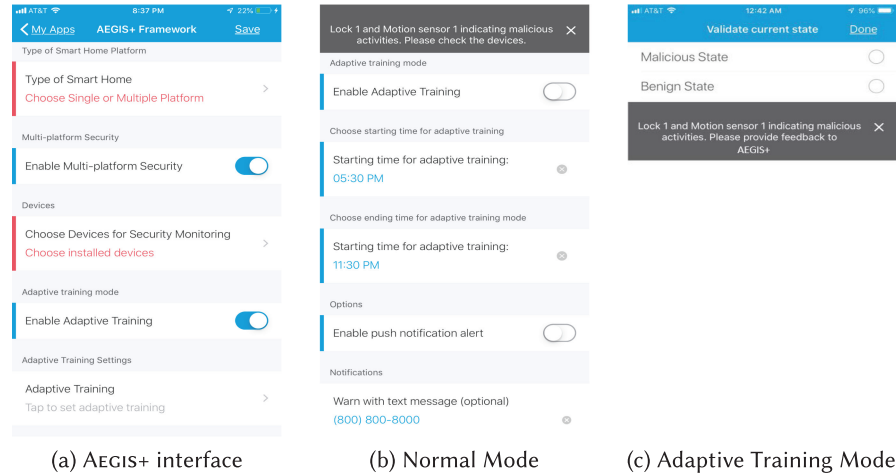 AT&T 8:37 PM 22%
My Apps AEGIS+ Framework Save
Type of Smart Home Platform
Type of Smart Home
Choose Single or Multiple Platform
Multi-platform Security
Enable Multi-platform Security
Devices
Choose Devices for Security Monitoring
Choose installed devices
Adaptive training mode
Enable Adaptive Training
Adaptive Training Settings
Adaptive Training
Tap to set adaptive training
(a) AEGIS+ interface
Lock 1 and Motion sensor 1 indicating malicious
activities. Please check the devices.
Adaptive training mode
Enable Adaptive Training
Choose starting time for adaptive training
Starting time for adaptive training:
05:30 PM
Choose ending time for adaptive training mode
Starting time for adaptive training:
11:30 PM
Options
Enable push notification alert
Notifications
Warn with text message (optional)
(800) 800-8000
(b) Normal Mode
AT&T 12:42 AM 96%
Validate current state Done
Malicious State
Benign State
Lock 1 and Motion sensor 1 indicating malicious
activities. Please provide feedback to
AEGIS+
(c) Adaptive Training Mode